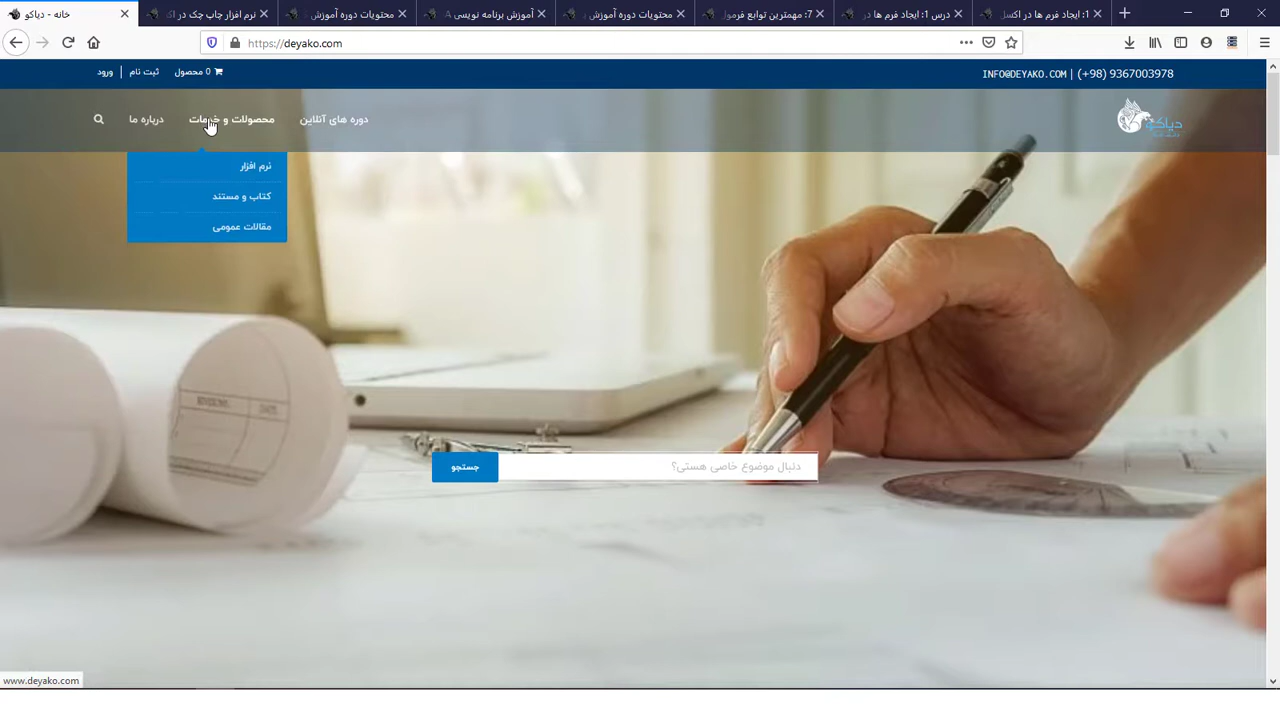 خانه - دیاکو
نرم افزار چاپ چک در اک
محتویات دوره آموزش S
آموزش برنامه نویسی A
محتویات دوره آموزش ب
7: مهمترین توابع فرمول
درس 1: ایجاد فرم ها در
1: ایجاد فرم ها در اکسل
https://deyako.com
ورود | ثبت نام 0 محصول
INFO@DEYAKO.COM | (+98) 9367003978
دوره های آنلاین
محصولات و خدمات
درباره ما
دیاکو
نرم افزار
کتاب و مستند
مقالات عمومی
دنبال موضوع خاصی هستی؟
جستجو
www.deyako.com